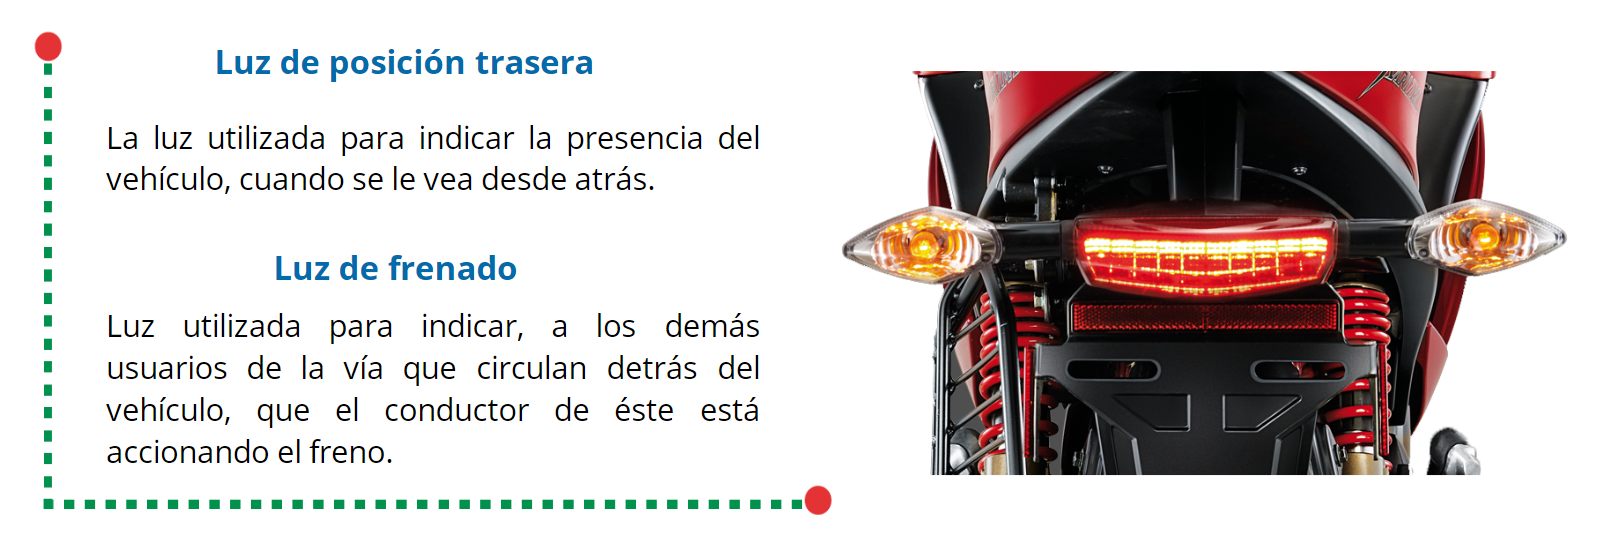 Luz de posición trasera
La luz utilizada para indicar la presencia del
vehículo, cuando se le vea desde atrás.
Luz de frenado
Luz utilizada para indicar, a los demás
usuarios de la vía que circulan detrás del
vehículo, que el conductor de éste está
accionando el freno.